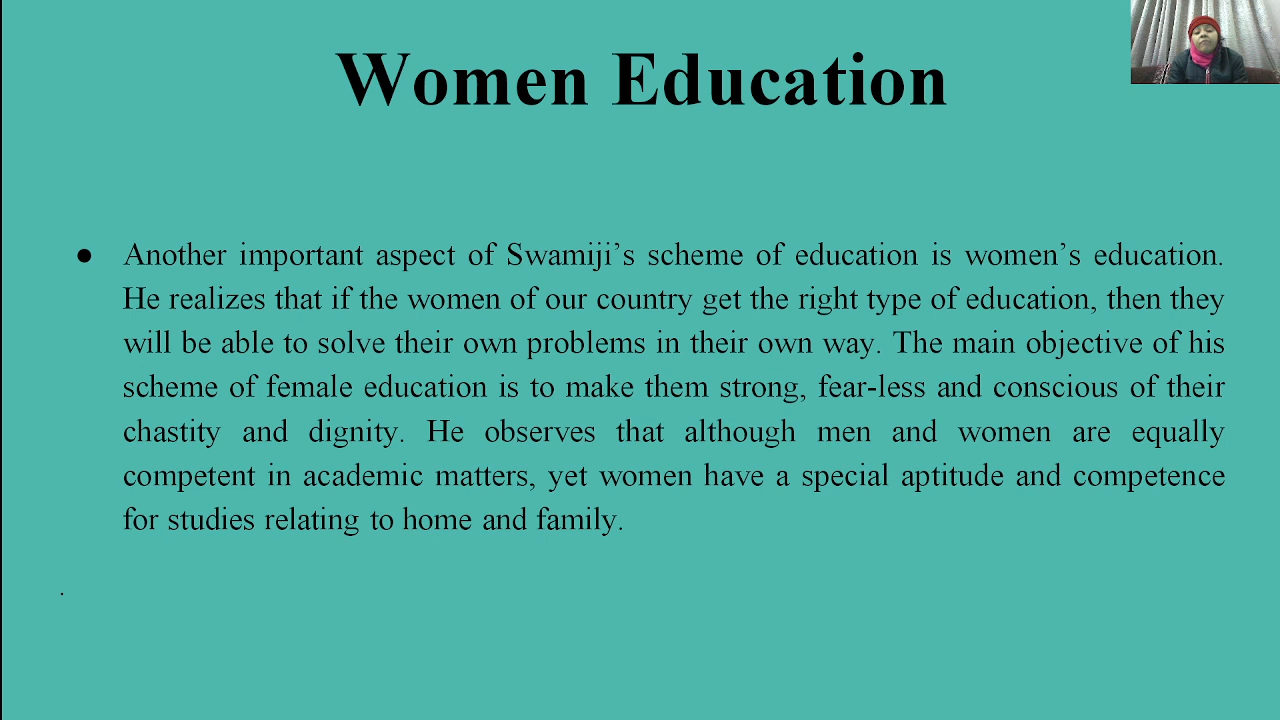 Women Education
● Another important aspect of Swamiji’s scheme of education is women’s education.
He realizes that if the women of our country get the right type of education, then they
will be able to solve their own problems in their own way. The main objective of his
scheme of female education is to make them strong, fear-less and conscious of their
chastity and dignity. He observes that although men and women are equally
competent in academic matters, yet women have a special aptitude and competence
for studies relating to home and family.
.